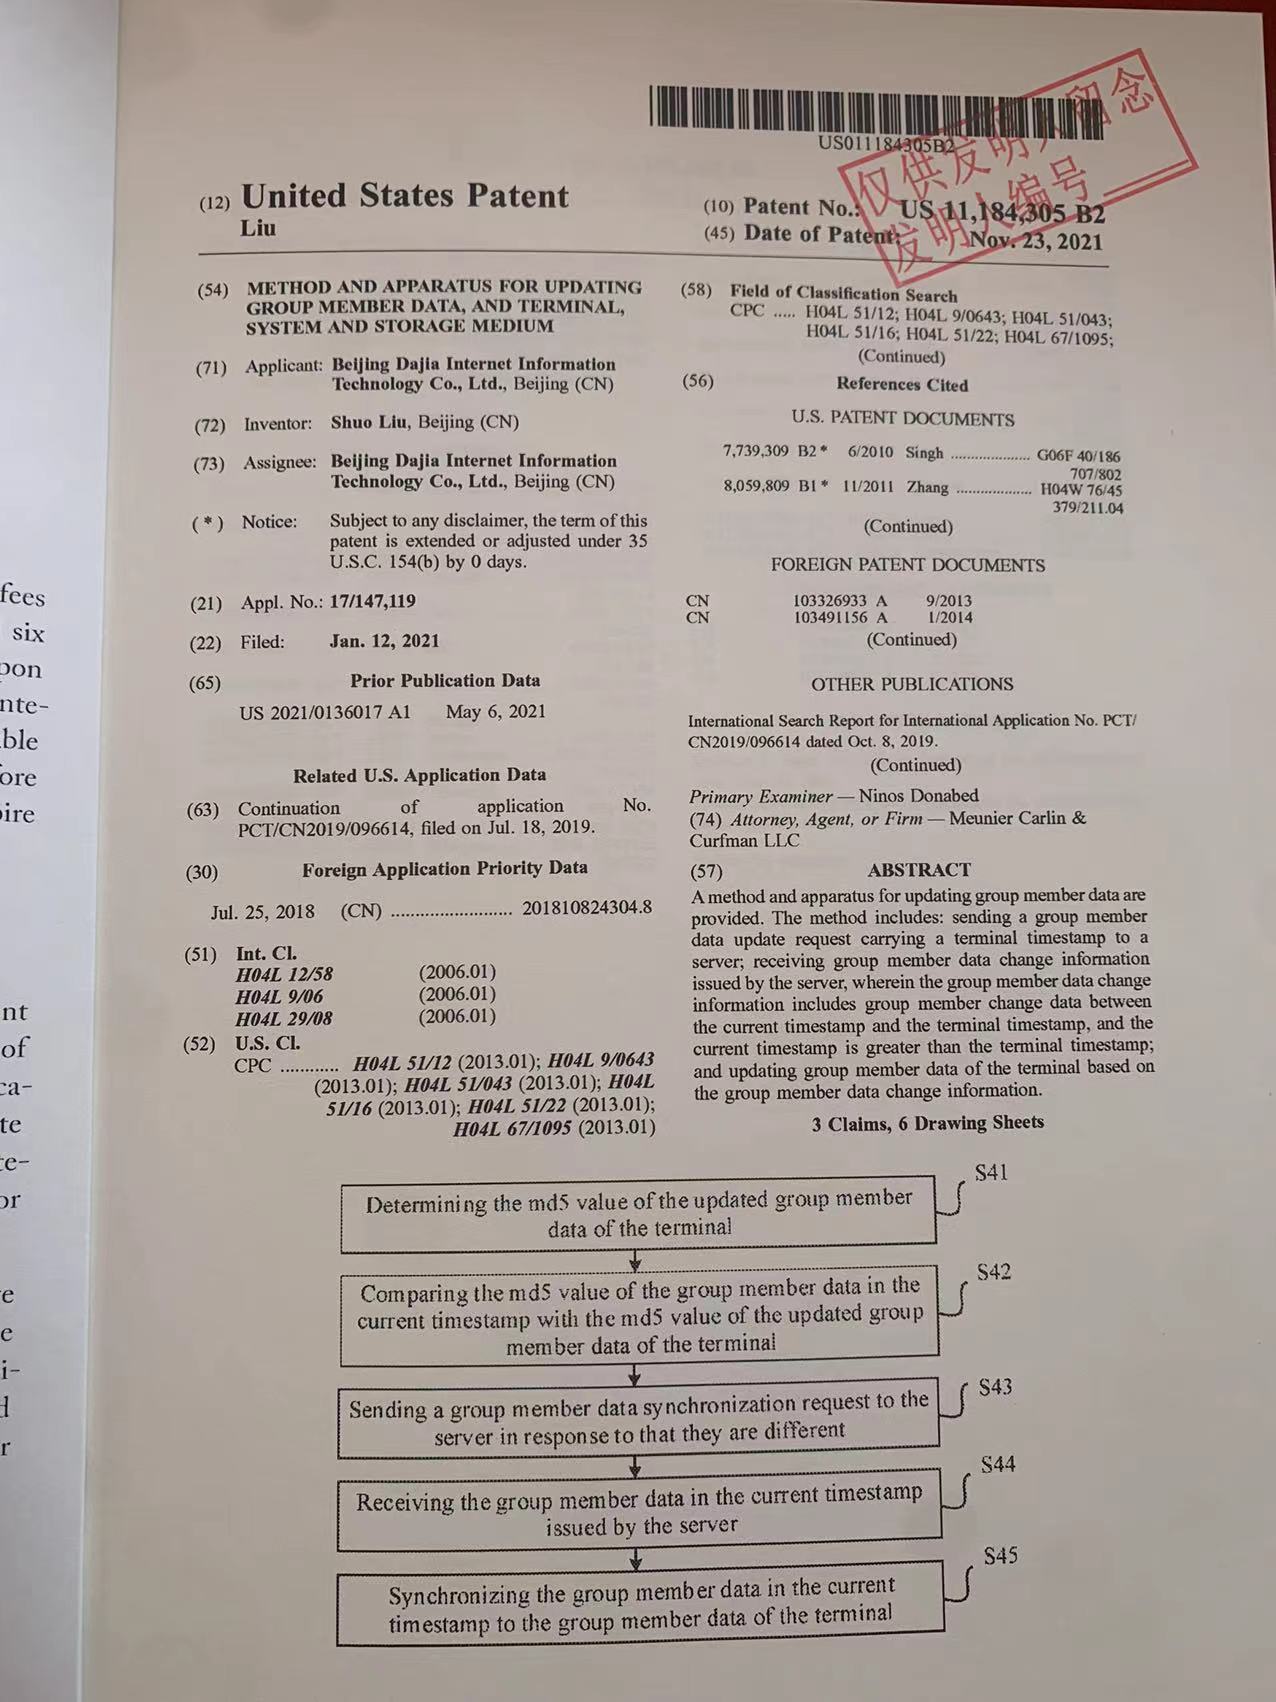 US011184305B2
仅供发明人留念
发明人编号
(12) United States Patent
Liu
(10) Patent No.: US 11,184,305 B2
(45) Date of Patent: Nov. 23, 2021
(54) METHOD AND APPARATUS FOR UPDATING
GROUP MEMBER DATA, AND TERMINAL,
SYSTEM AND STORAGE MEDIUM
(71) Applicant: Beijing Dajia Internet Information
Technology Co., Ltd., Beijing (CN)
(72) Inventor: Shuo Liu, Beijing (CN)
(73) Assignee: Beijing Dajia Internet Information
Technology Co., Ltd., Beijing (CN)
( * ) Notice: Subject to any disclaimer, the term of this
patent is extended or adjusted under 35
U.S.C. 154(b) by 0 days.
(21) Appl. No.: 17/147,119
(22) Filed: Jan. 12, 2021
(65) Prior Publication Data
US 2021/0136017 A1 May 6, 2021
Related U.S. Application Data
(63) Continuation of application No.
PCT/CN2019/096614, filed on Jul. 18, 2019.
(30) Foreign Application Priority Data
Jul. 25, 2018 (CN) ......................... 201810824304.8
(51) Int. Cl.
H04L 12/58 (2006.01)
H04L 9/06 (2006.01)
H04L 29/08 (2006.01)
(52) U.S. Cl.
CPC ............ H04L 51/12 (2013.01); H04L 9/0643
(2013.01); H04L 51/043 (2013.01); H04L
51/16 (2013.01); H04L 51/22 (2013.01);
H04L 67/1095 (2013.01)
(58) Field of Classification Search
CPC ..... H04L 51/12; H04L 9/0643; H04L 51/043;
H04L 51/16; H04L 51/22; H04L 67/1095;
(Continued)
(56) References Cited
U.S. PATENT DOCUMENTS
7,739,309 B2 * 6/2010 Singh .................... G06F 40/186
707/802
8,059,809 B1 * 11/2011 Zhang ................... H04W 76/45
379/211.04
(Continued)
FOREIGN PATENT DOCUMENTS
CN 103326933 A 9/2013
CN 103491156 A 1/2014
(Continued)
OTHER PUBLICATIONS
International Search Report for International Application No. PCT/
CN2019/096614 dated Oct. 8, 2019.
(Continued)
Primary Examiner — Ninos Donabed
(74) Attorney, Agent, or Firm — Meunier Carlin &
Curfman LLC
(57) ABSTRACT
A method and apparatus for updating group member data are
provided. The method includes: sending a group member
data update request carrying a terminal timestamp to a
server; receiving group member data change information
issued by the server, wherein the group member data change
information includes group member change data between
the current timestamp and the terminal timestamp, and the
current timestamp is greater than the terminal timestamp;
and updating group member data of the terminal based on
the group member data change information.
3 Claims, 6 Drawing Sheets
S41
Determining the md5 value of the updated group member
data of the terminal
S42
Comparing the md5 value of the group member data in the
current timestamp with the md5 value of the updated group
member data of the terminal
S43
Sending a group member data synchronization request to the
server in response to that they are different
S44
Receiving the group member data in the current timestamp
issued by the server
S45
Synchronizing the group member data in the current
timestamp to the group member data of the terminal
fees
six